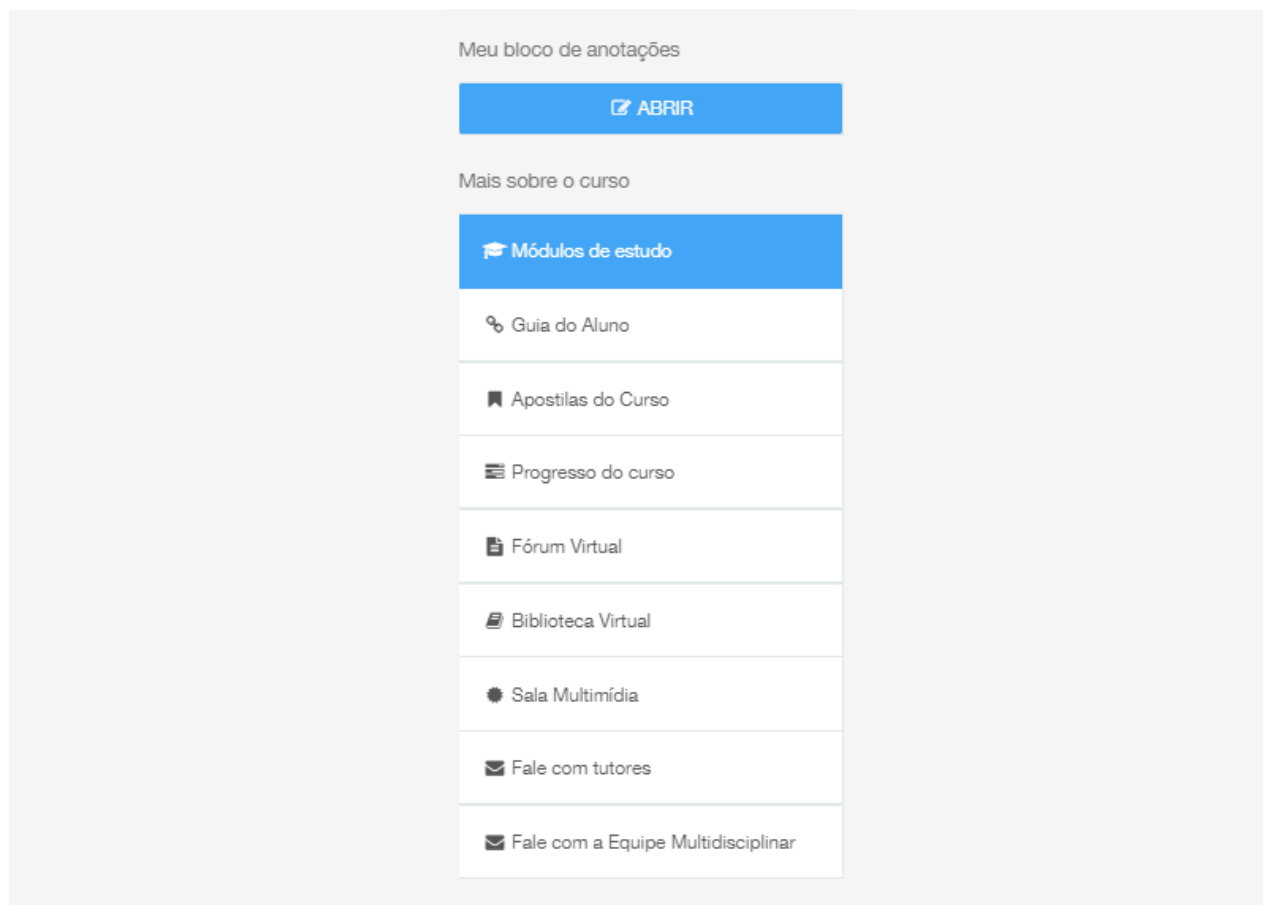 Meu bloco de anotações
ABRIR
Mais sobre o curso
Módulos de estudo
Guia do Aluno
Apostilas do Curso
Progresso do curso
Fórum Virtual
Biblioteca Virtual
Sala Multimídia
Fale com tutores
Fale com a Equipe Multidisciplinar